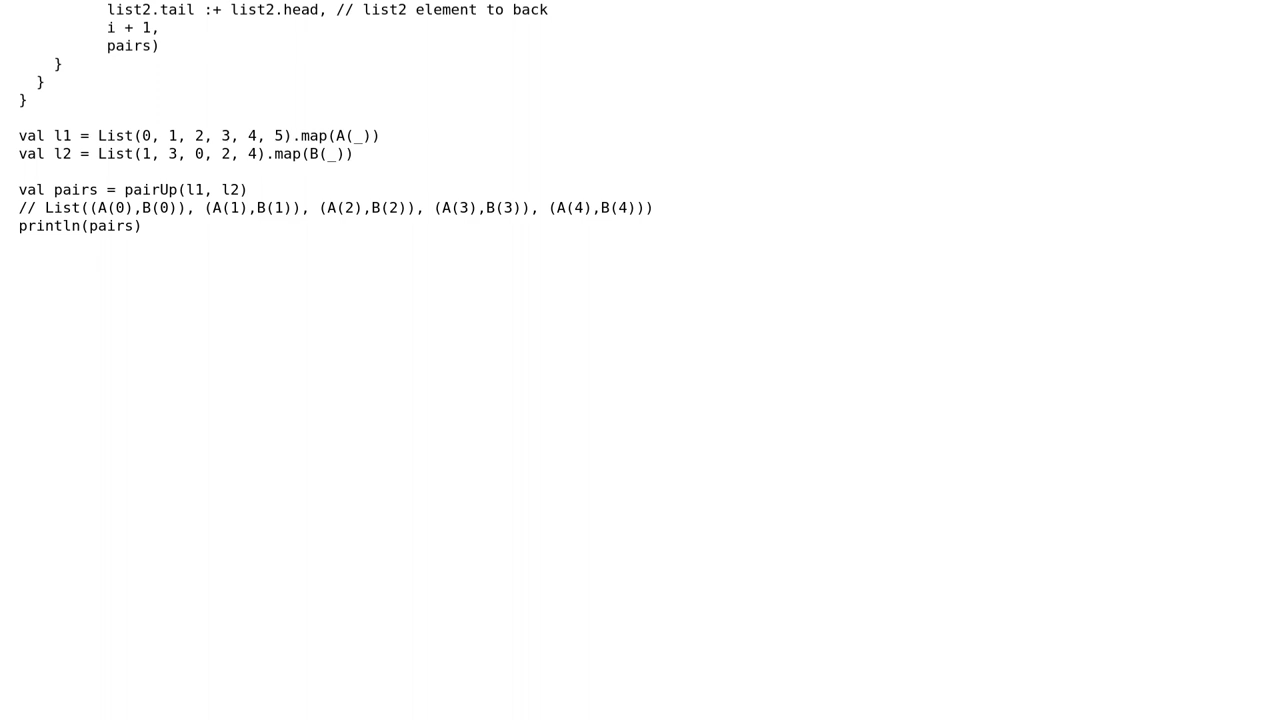 list2.tail :+ list2.head, // list2 element to back
i + 1,
pairs)
}
}
}
val l1 = List(0, 1, 2, 3, 4, 5).map(A(_))
val l2 = List(1, 3, 0, 2, 4).map(B(_))
val pairs = pairUp(l1, l2)
// List((A(0),B(0)), (A(1),B(1)), (A(2),B(2)), (A(3),B(3)), (A(4),B(4)))
println(pairs)